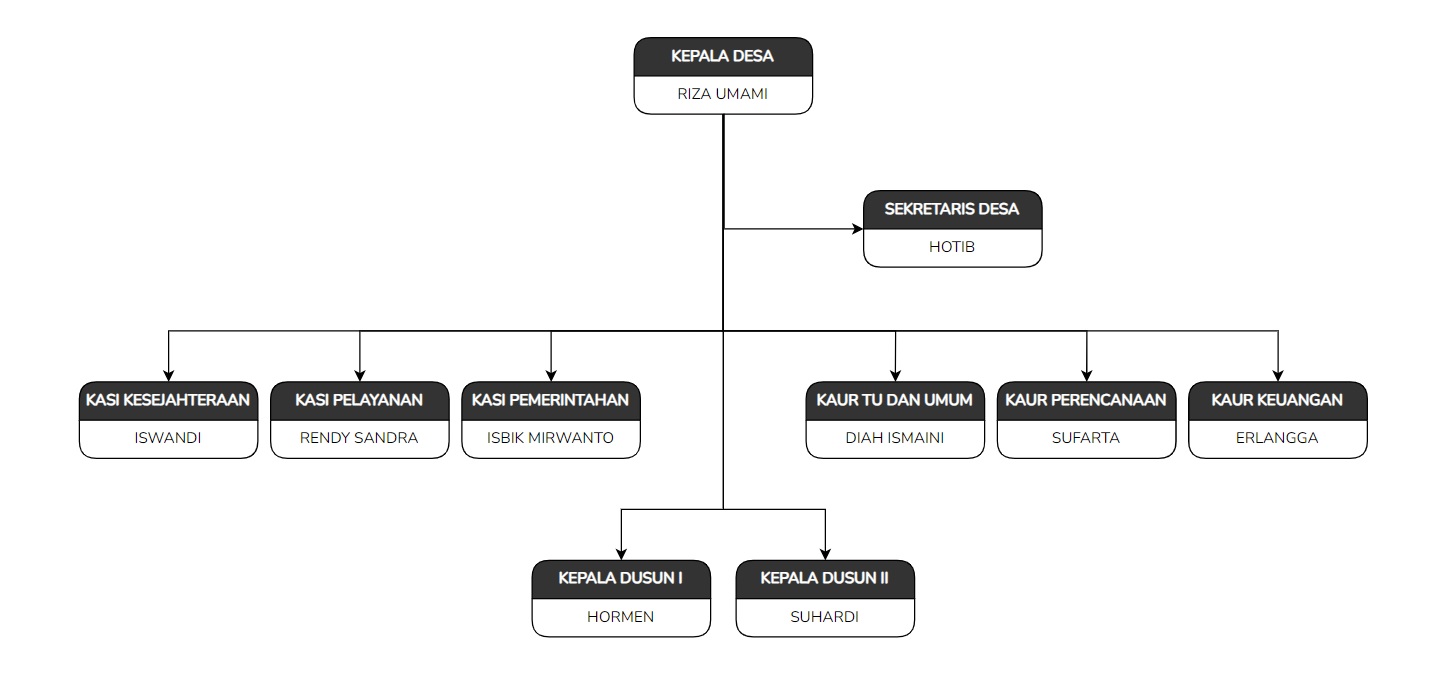 KEPALA DESA
RIZA UMAMI
SEKRETARIS DESA
HOTIB
KASI KESEJAHTERAAN
ISWANDI
KASI PELAYANAN
RENDY SANDRA
KASI PEMERINTAHAN
ISBIK MIRWANTO
KAUR TU DAN UMUM
DIAH ISMAINI
KAUR PERENCANAAN
SUFARTA
KAUR KEUANGAN
ERLANGGA
KEPALA DUSUN I
HORMEN
KEPALA DUSUN II
SUHARDI